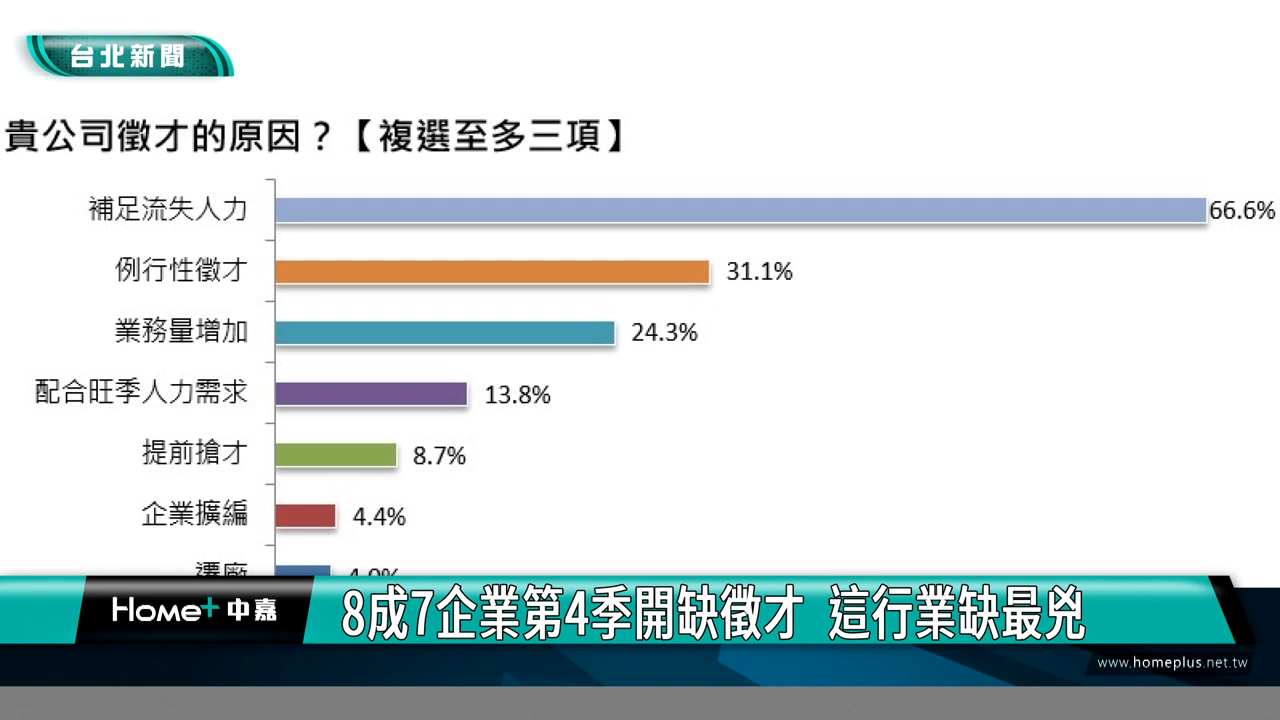 台北新聞
貴公司徵才的原因？【複選至多三項】
補足流失人力 66.6%
例行性徵才 31.1%
業務量增加 24.3%
配合旺季人力需求 13.8%
提前搶才 8.7%
企業擴編 4.4%
遷廠 4.0%
Home+中嘉 8成7企業第4季開缺徵才 這行業缺最兇
www.homeplus.net.tw